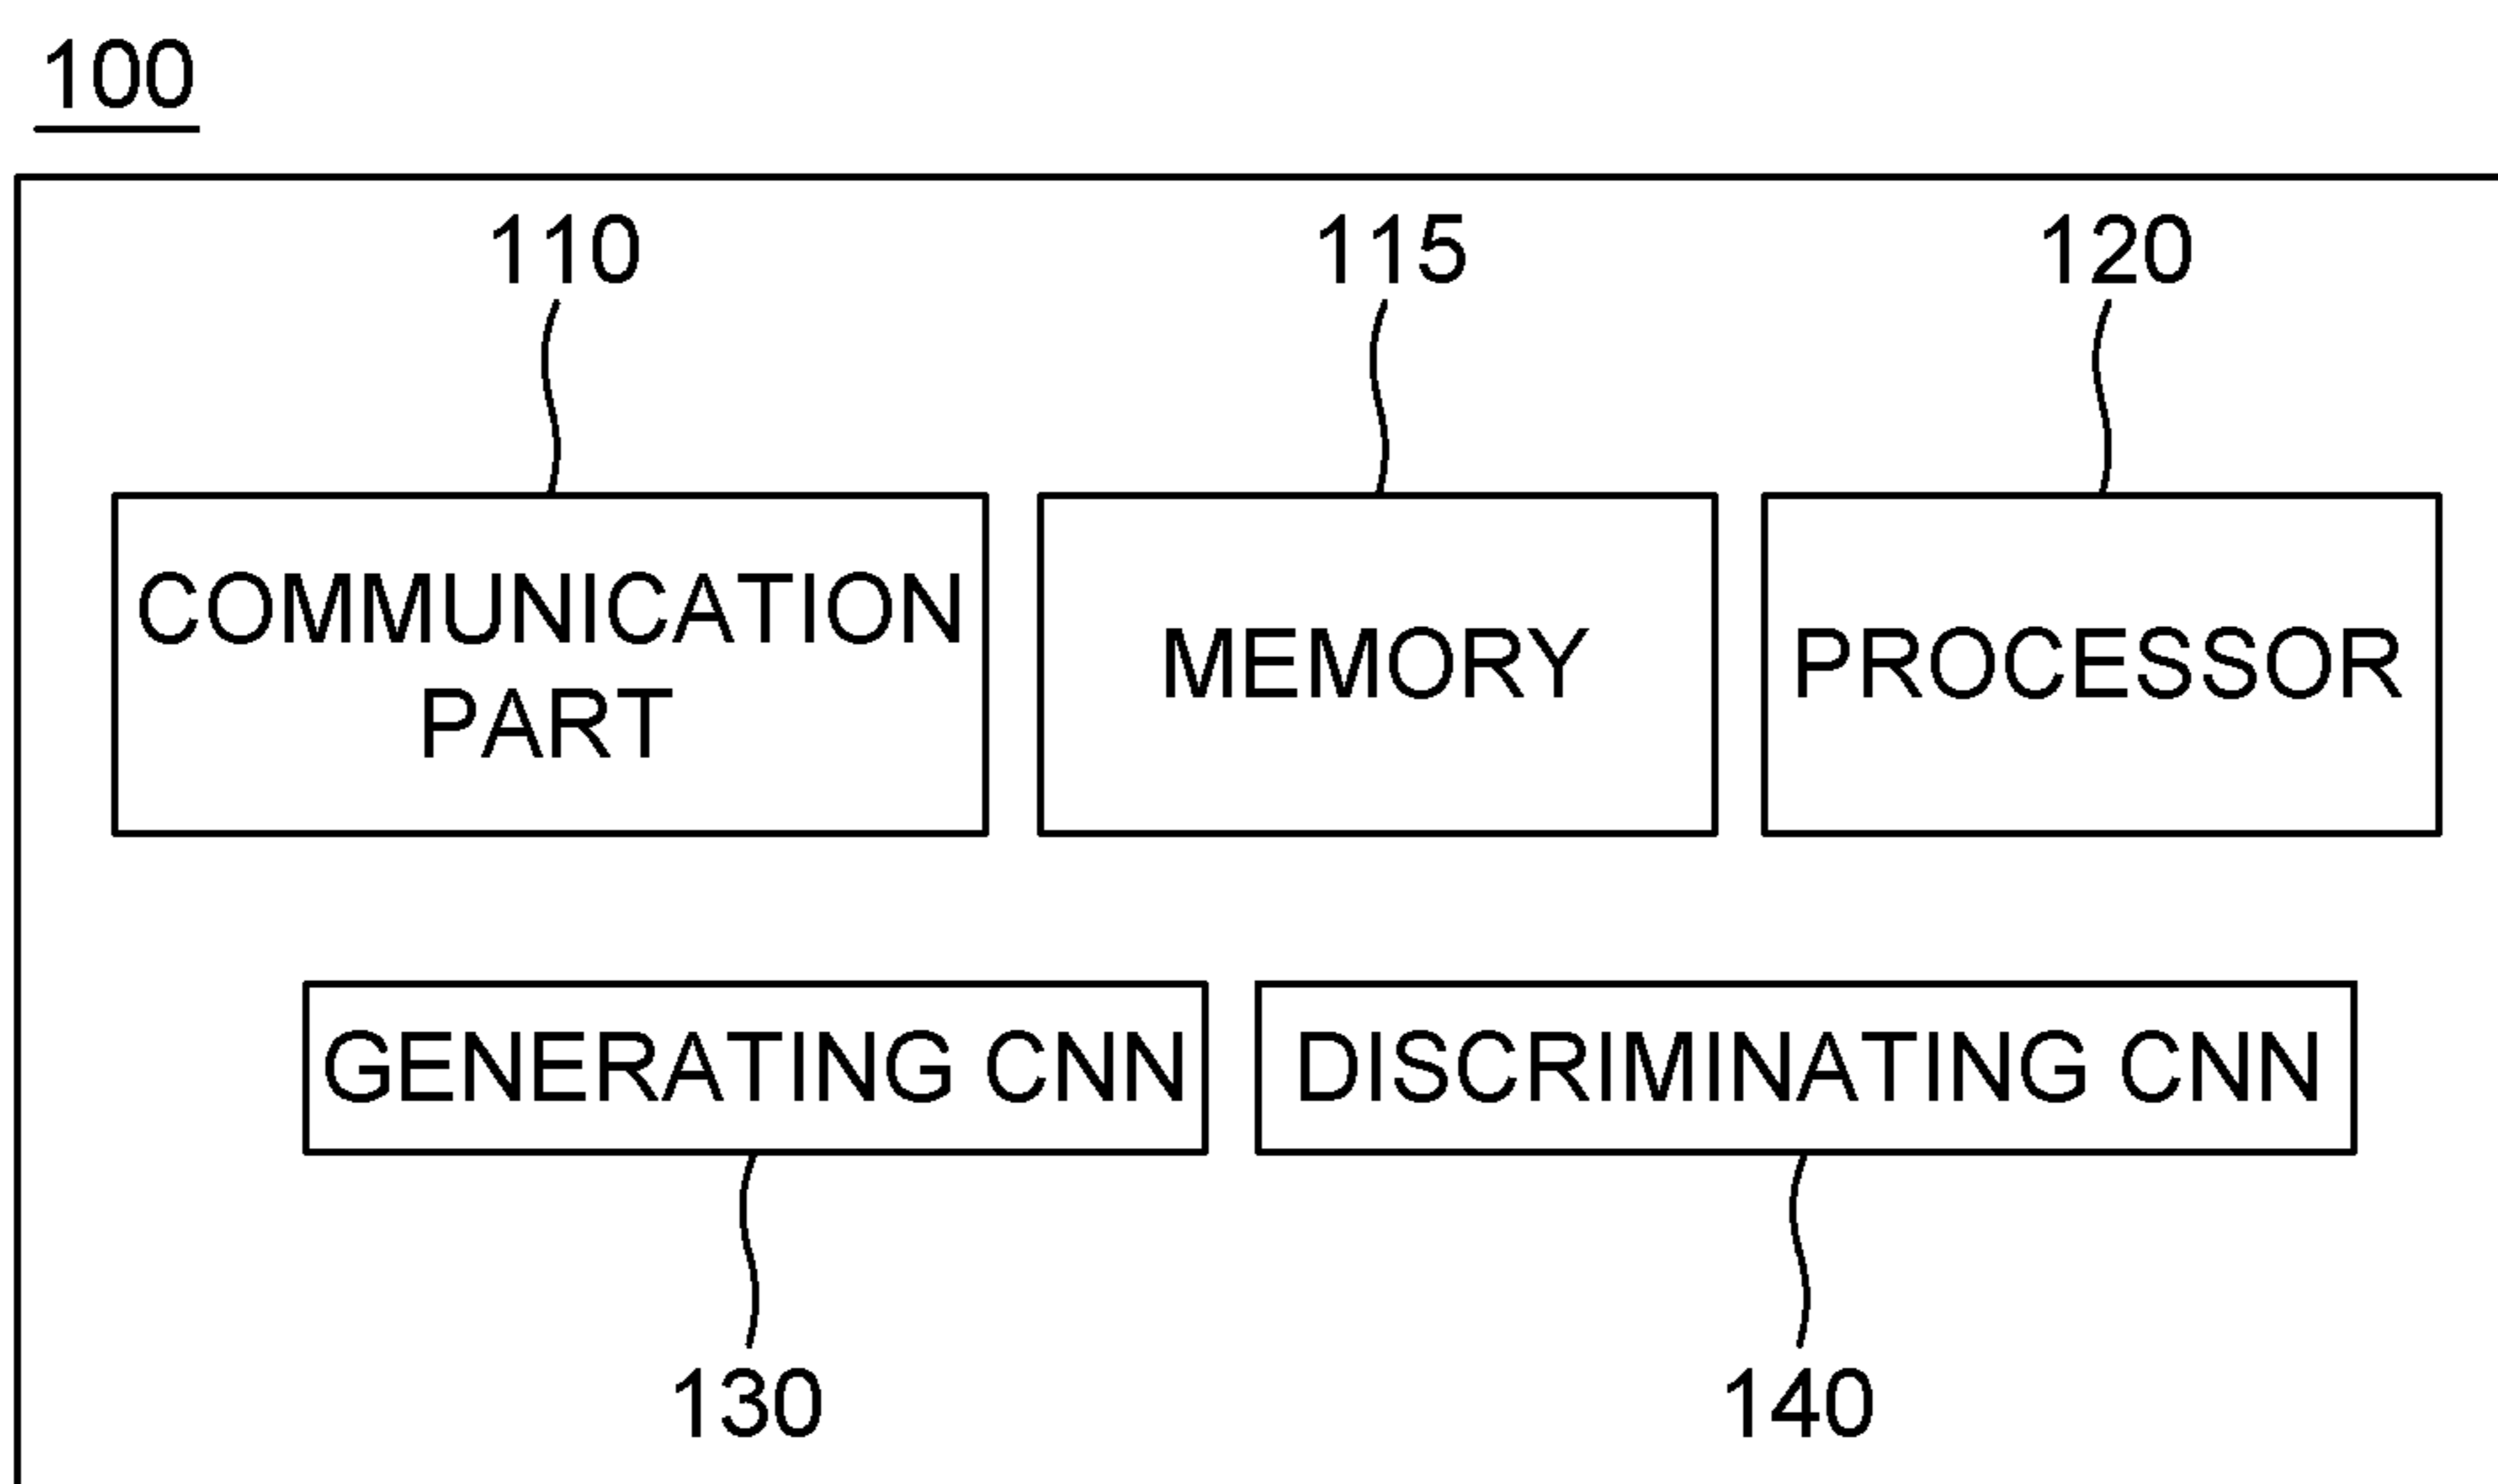 100
110 115 120
COMMUNICATION
PART
MEMORY
PROCESSOR
GENERATING CNN
DISCRIMINATING CNN
130 140